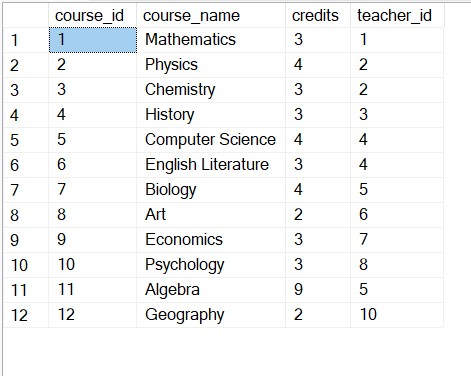 course_id course_name credits teacher_id
1 1 Mathematics 3 1
2 2 Physics 4 2
3 3 Chemistry 3 2
4 4 History 3 3
5 5 Computer Science 4 4
6 6 English Literature 3 4
7 7 Biology 4 5
8 8 Art 2 6
9 9 Economics 3 7
10 10 Psychology 3 8
11 11 Algebra 9 5
12 12 Geography 2 10